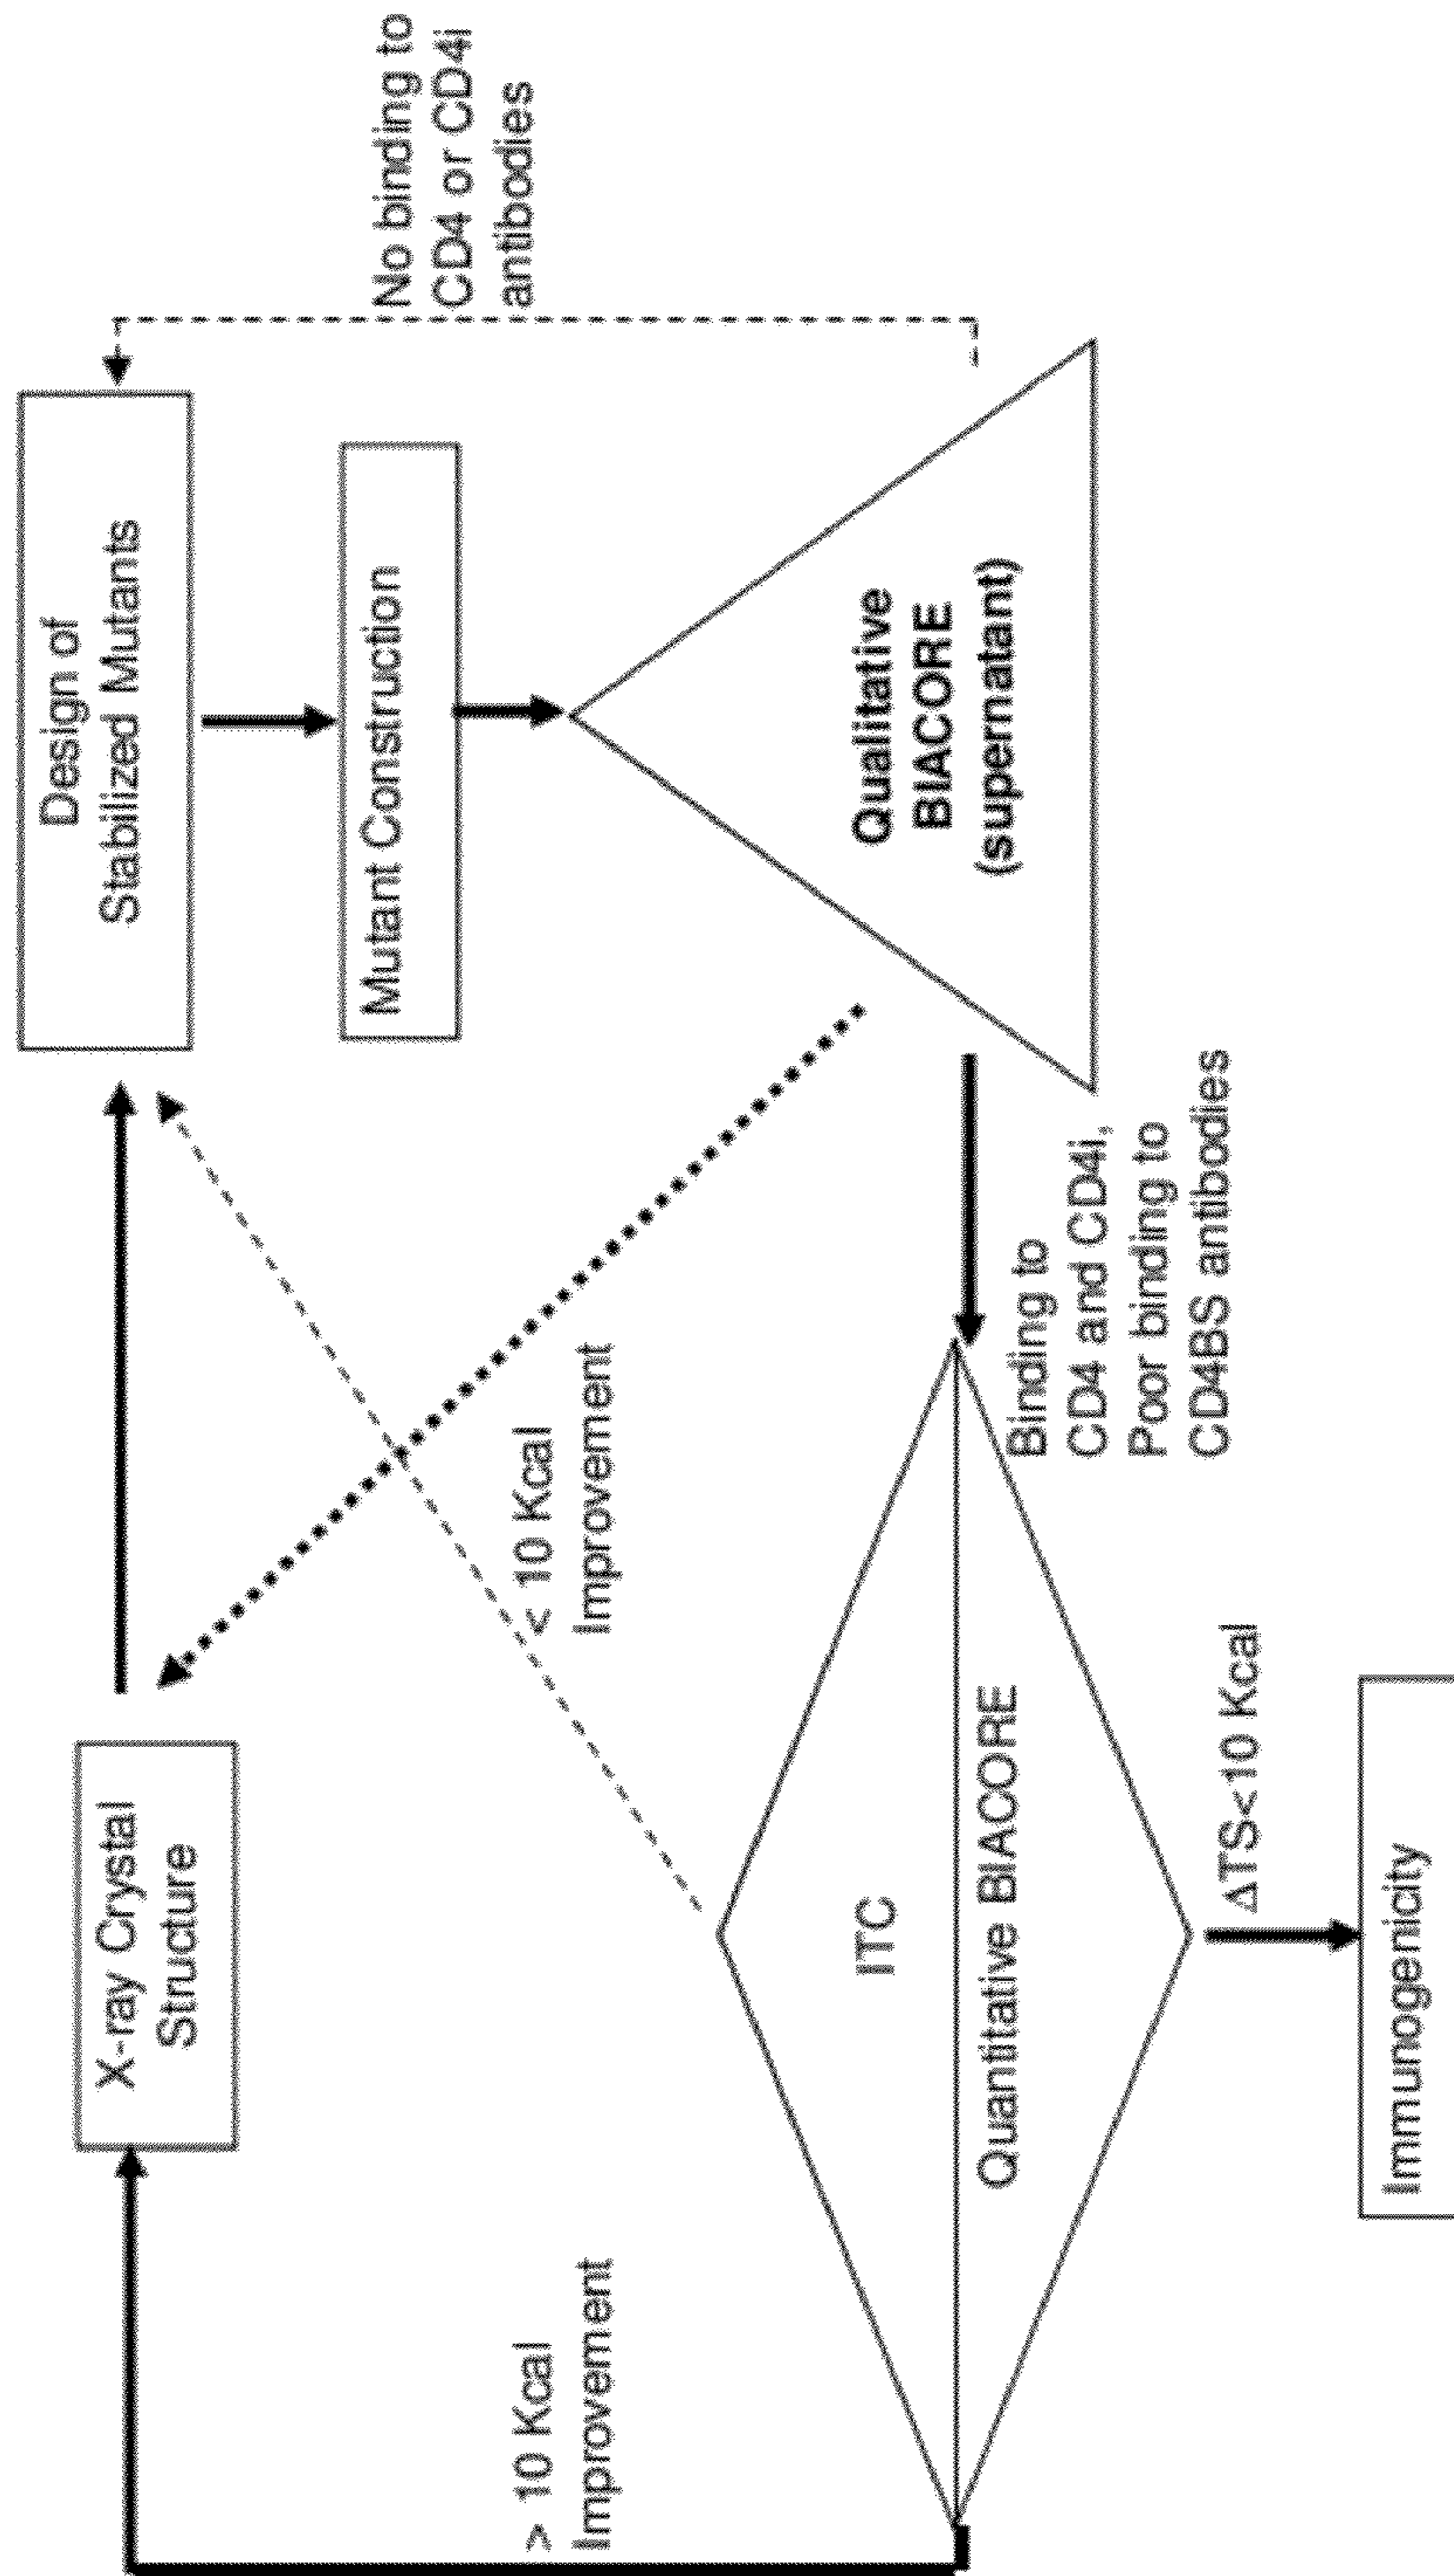 X-ray Crystal
Structure
Design of
Stabilized Mutants
Mutant Construction
No binding to
CD4 or CD4i
antibodies
> 10 Kcal
Improvement
< 10 Kcal
Improvement
ITC
Quantitative BIACORE
Qualitative
BIACORE
(supernatant)
Binding to
CD4 and CD4i,
Poor binding to
CD4BS antibodies
ΔTS<10 Kcal
Immunogenicity